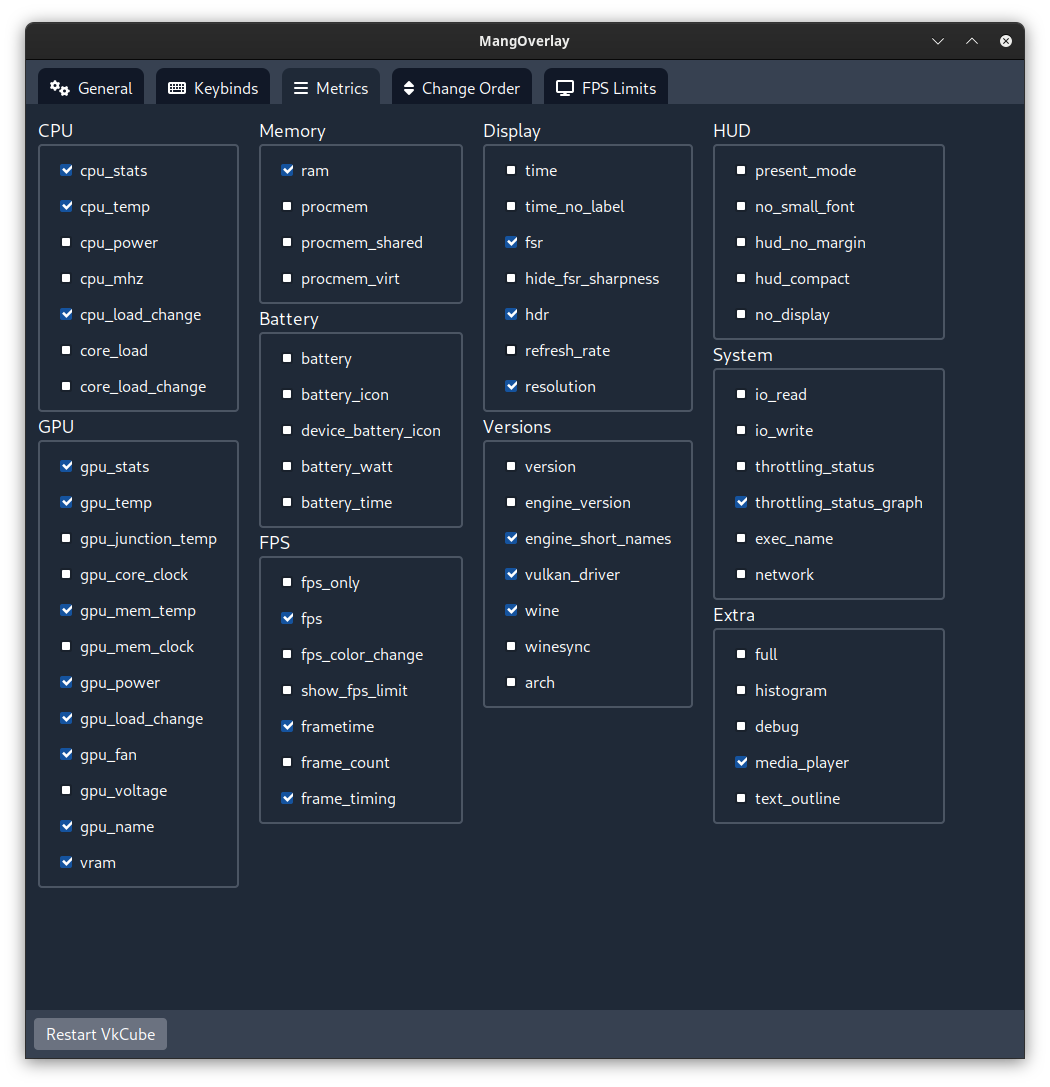 MangOverlay
General
Keybinds
Metrics
Change Order
FPS Limits
CPU
cpu_stats
cpu_temp
cpu_power
cpu_mhz
cpu_load_change
core_load
core_load_change
GPU
gpu_stats
gpu_temp
gpu_junction_temp
gpu_core_clock
gpu_mem_temp
gpu_mem_clock
gpu_power
gpu_load_change
gpu_fan
gpu_voltage
gpu_name
vram
Memory
ram
procmem
procmem_shared
procmem_virt
Battery
battery
battery_icon
device_battery_icon
battery_watt
battery_time
FPS
fps_only
fps
fps_color_change
show_fps_limit
frametime
frame_count
frame_timing
Display
time
time_no_label
fsr
hide_fsr_sharpness
hdr
refresh_rate
resolution
Versions
version
engine_version
engine_short_names
vulkan_driver
wine
winesync
arch
HUD
present_mode
no_small_font
hud_no_margin
hud_compact
no_display
System
io_read
io_write
throttling_status
throttling_status_graph
exec_name
network
Extra
full
histogram
debug
media_player
text_outline
Restart VkCube